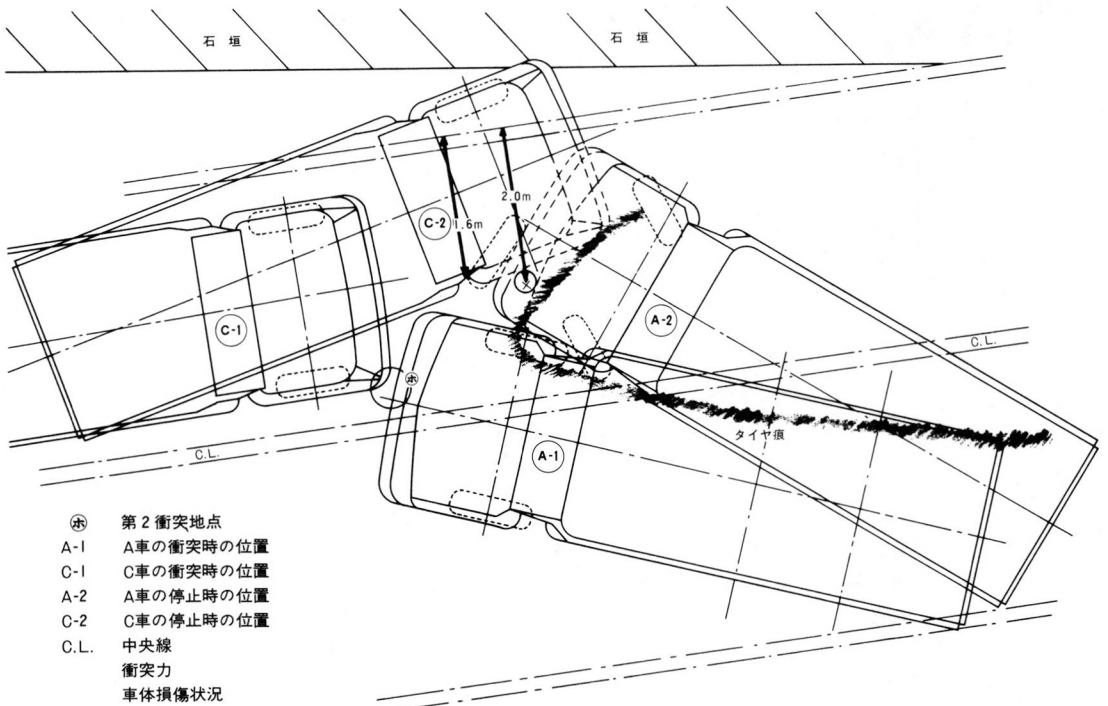 石垣
石垣
2.0m
C-2
1.6m
A-2
C-1
C.L.
ホ
タイヤ痕
A-1
C.L.
ホ 第2衝突地点
A-1 A車の衝突時の位置
C-1 C車の衝突時の位置
A-2 A車の停止時の位置
C-2 C車の停止時の位置
C.L. 中央線
衝突力
車体損傷状況